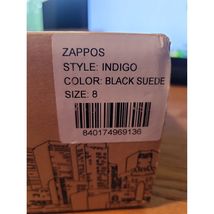 ZAPPOS
STYLE: INDIGO
COLOR: BLACK SUEDE
SIZE: 8
840174969136